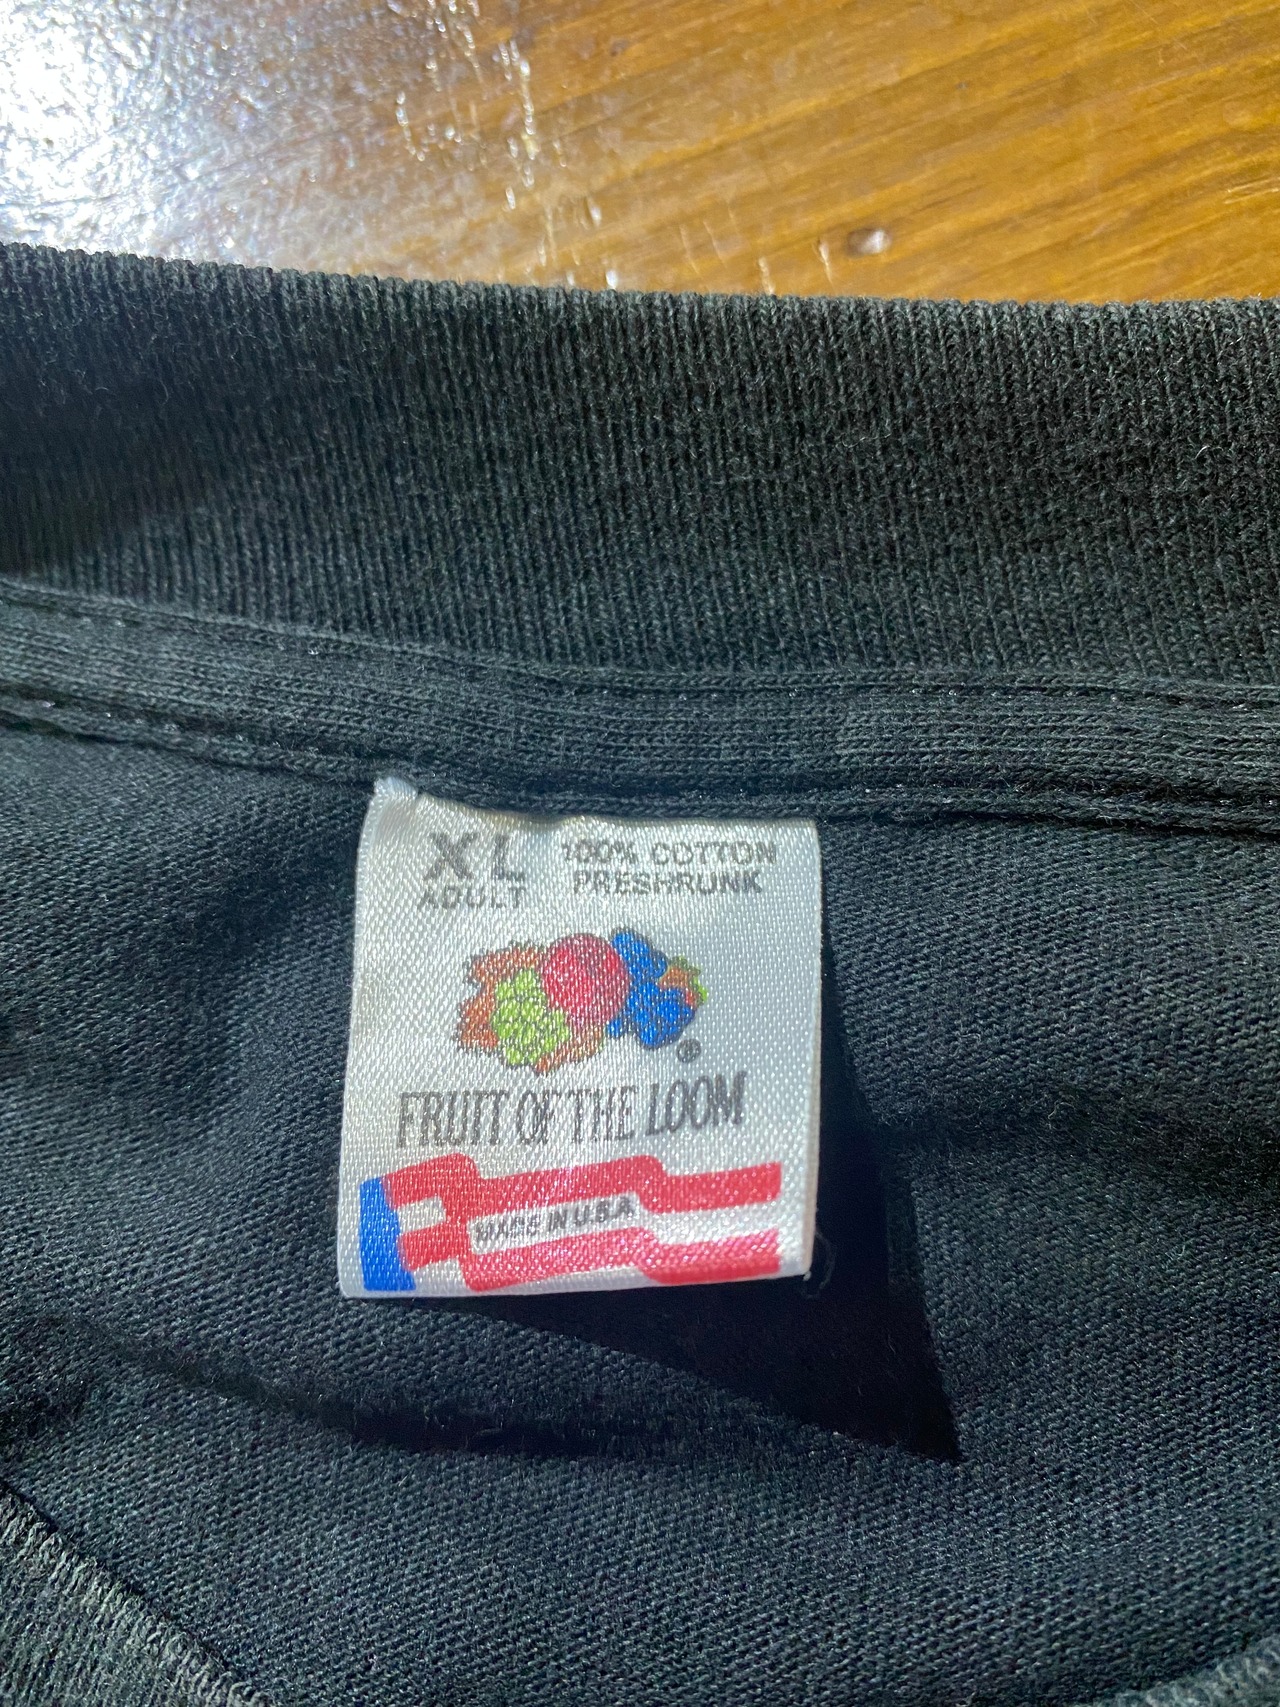 XL 100% COTTON
ADULT PRESHRUNK
®
FRUIT OF THE LOOM
MADE IN U.S.A.